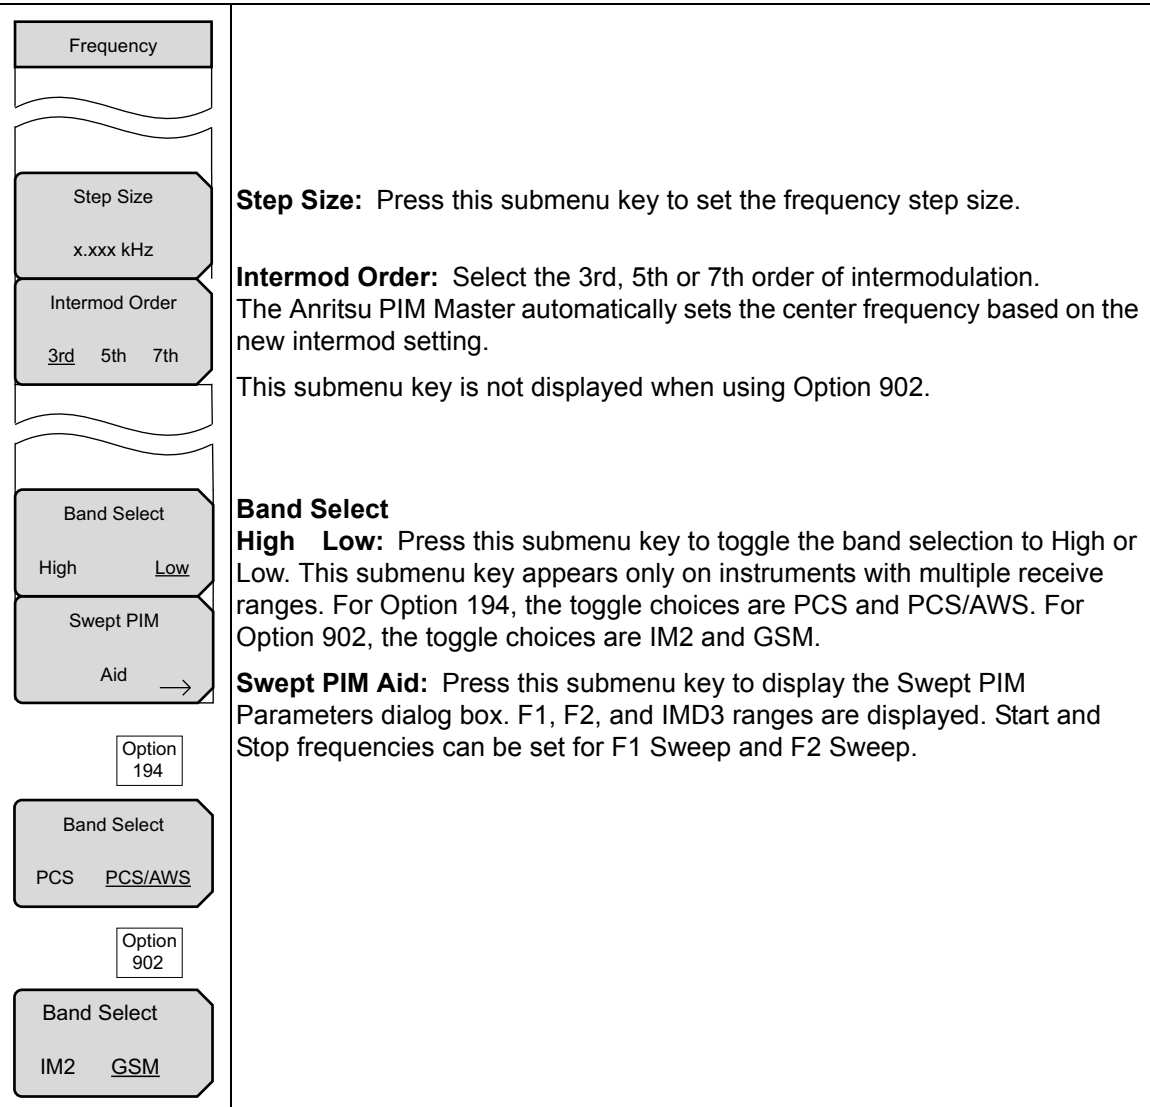 Frequency
Step Size
x.xxx kHz
Step Size: Press this submenu key to set the frequency step size.
Intermod Order
3rd 5th 7th
Intermod Order: Select the 3rd, 5th or 7th order of intermodulation.
The Anritsu PIM Master automatically sets the center frequency based on the
new intermod setting.
This submenu key is not displayed when using Option 902.
Band Select
High Low
Band Select
High Low: Press this submenu key to toggle the band selection to High or
Low. This submenu key appears only on instruments with multiple receive
ranges. For Option 194, the toggle choices are PCS and PCS/AWS. For
Option 902, the toggle choices are IM2 and GSM.
Swept PIM
Aid
Swept PIM Aid: Press this submenu key to display the Swept PIM
Parameters dialog box. F1, F2, and IMD3 ranges are displayed. Start and
Stop frequencies can be set for F1 Sweep and F2 Sweep.
Option
194
Band Select
PCS PCS/AWS
Option
902
Band Select
IM2 GSM